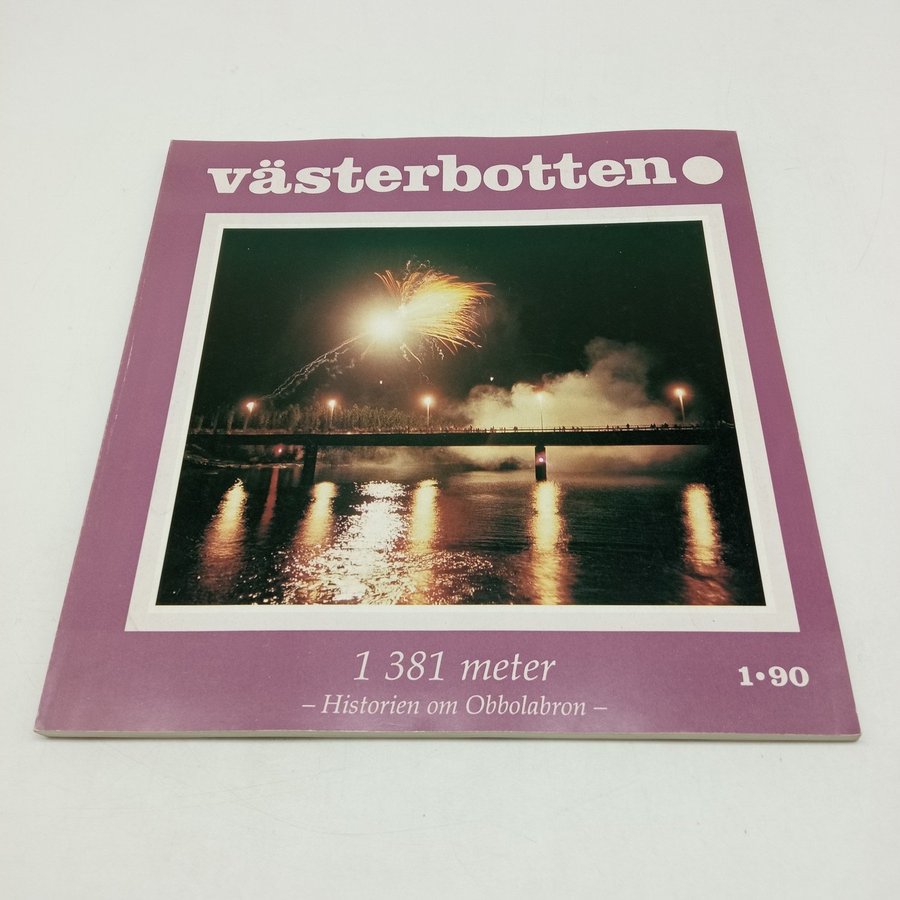 västerbotten
1 381 meter
1•90
– Historien om Obbolabron –